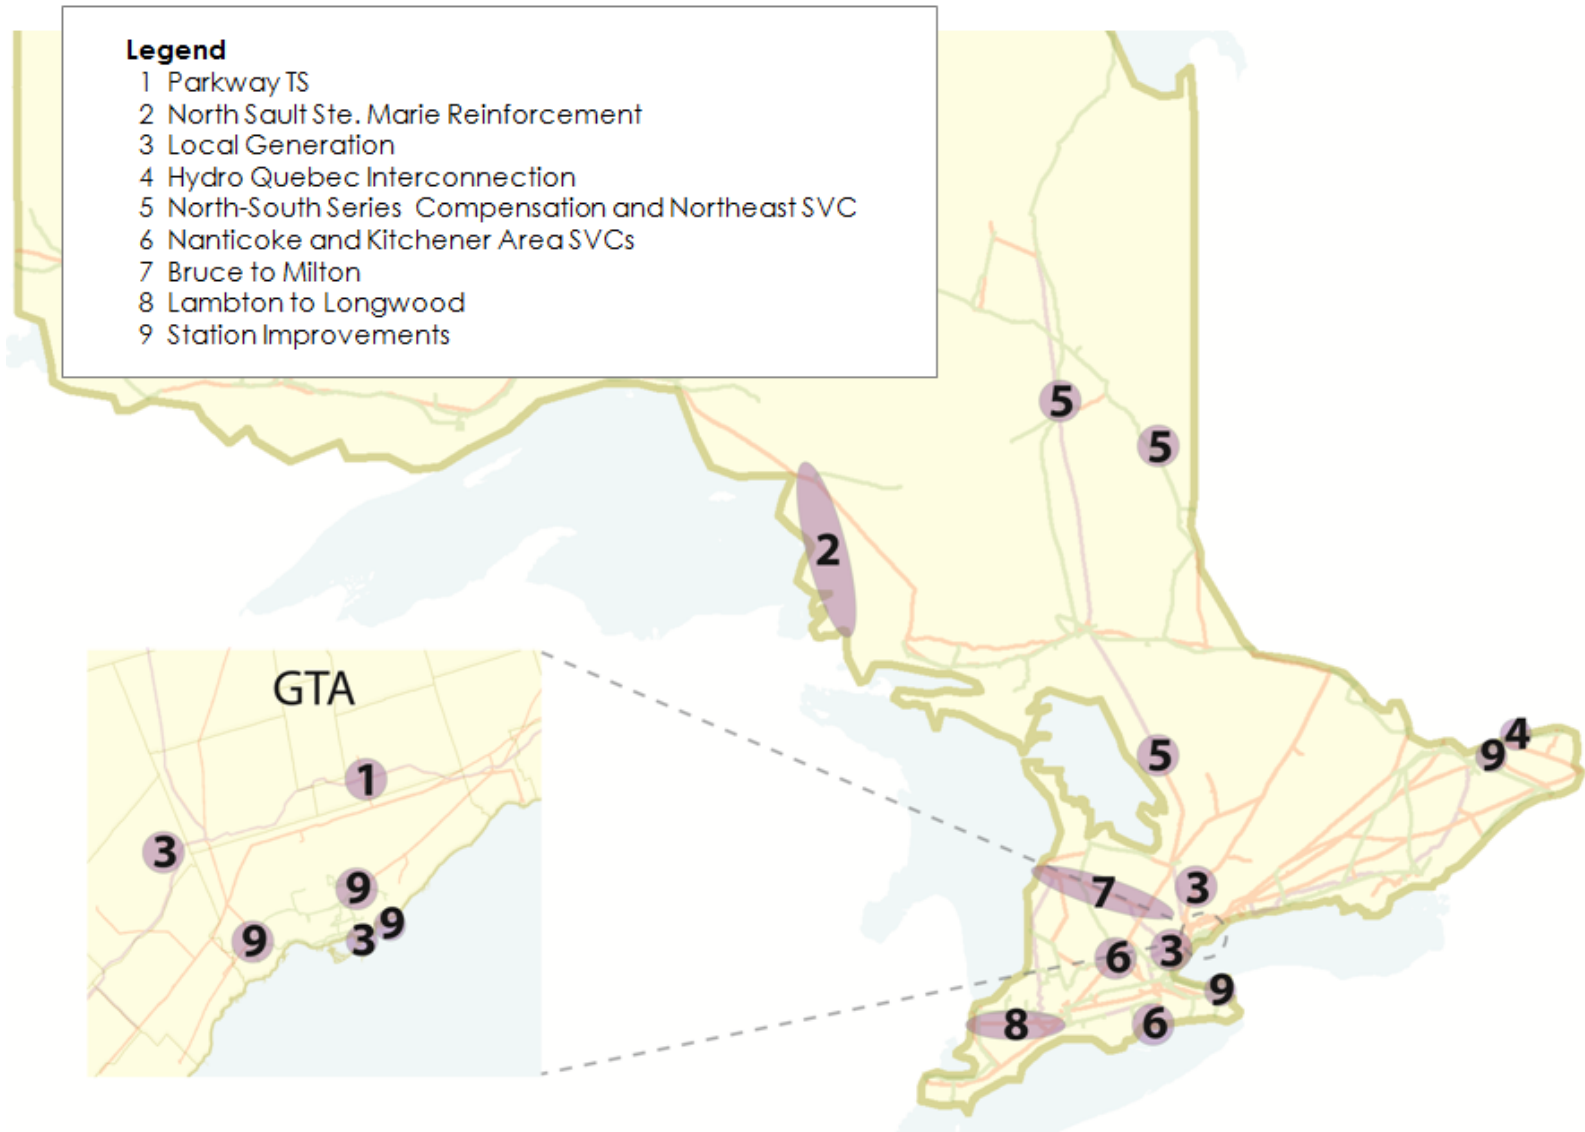 Legend
1 Parkway TS
2 North Sault Ste. Marie Reinforcement
3 Local Generation
4 Hydro Quebec Interconnection
5 North-South Series Compensation and Northeast SVC
6 Nanticoke and Kitchener Area SVCs
7 Bruce to Milton
8 Lambton to Longwood
9 Station Improvements
5
5
2
GTA
1
3
9
9
3
9
5
4
9
7
3
6
3
9
8
6